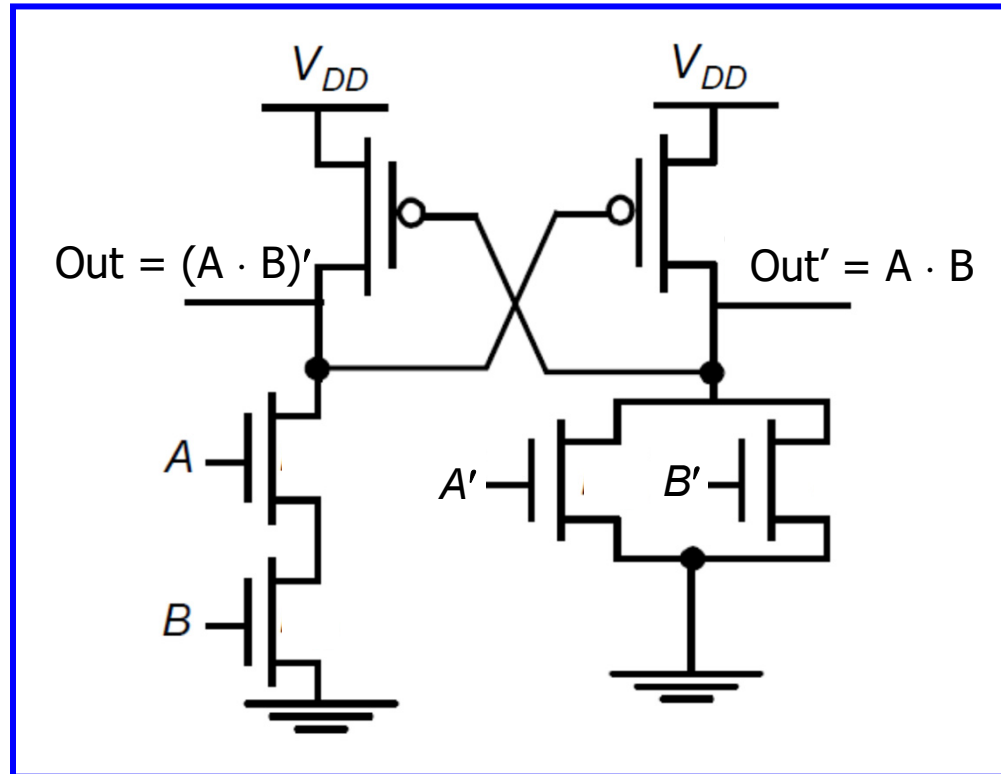 V_DD
V_DD
Out = (A · B)′
Out′ = A · B
A
A′
B′
B